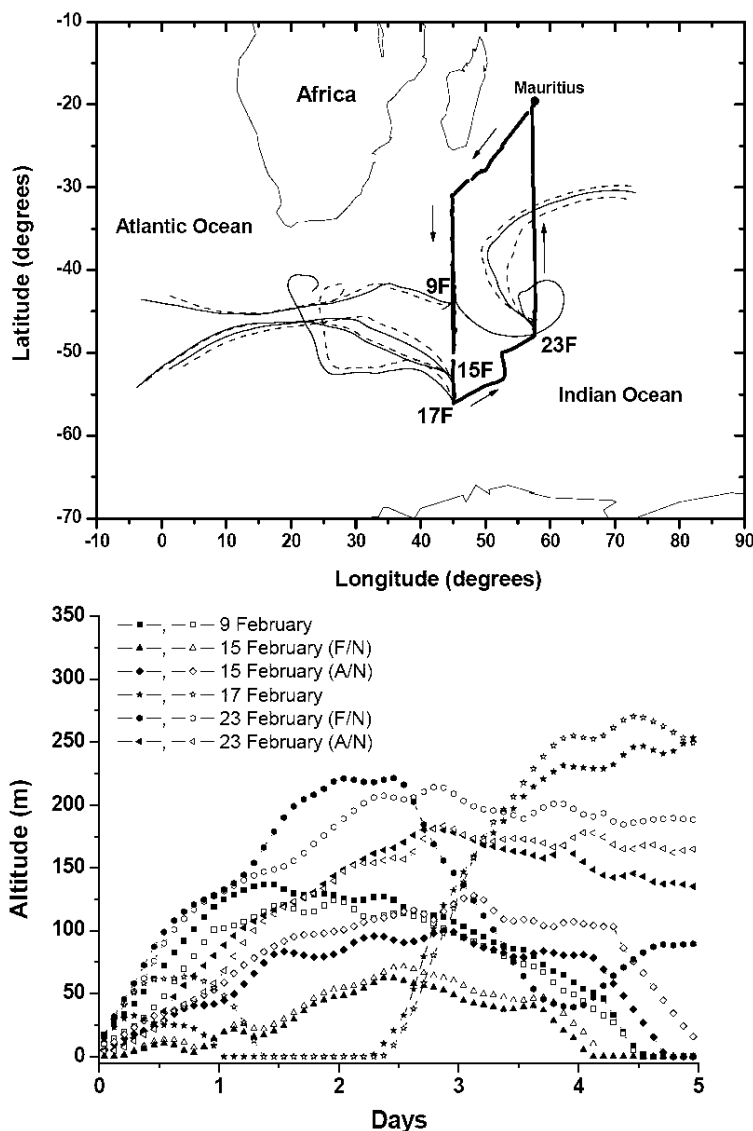 -10
-20
-30
-40
-50
-60
-70
Latitude (degrees)
Africa
Mauritius
Atlantic Ocean
9F
15F
17F
23F
Indian Ocean
-10 0 10 20 30 40 50 60 70 80 90
Longitude (degrees)
350
300
250
200
150
100
50
0
Altitude (m)
9 February
15 February (F/N)
15 February (A/N)
17 February
23 February (F/N)
23 February (A/N)
0 1 2 3 4 5
Days